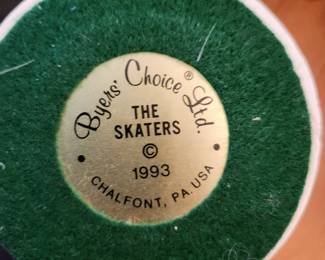 Byers' Choice® Ltd.
THE
SKATERS
©
1993
CHALFONT, PA. USA